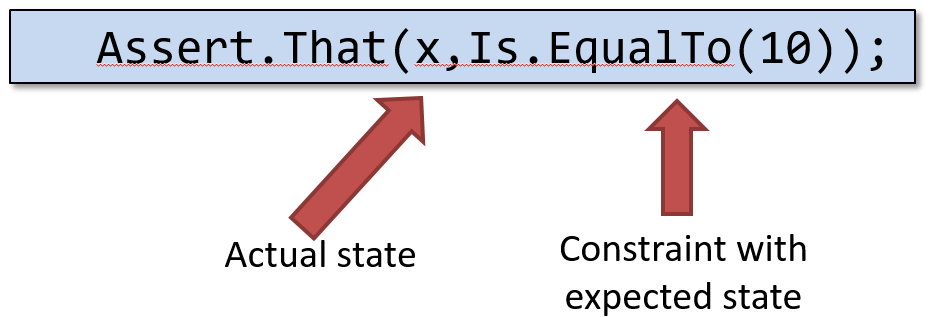 Assert.That(x,Is.EqualTo(10));
Actual state
Constraint with
expected state